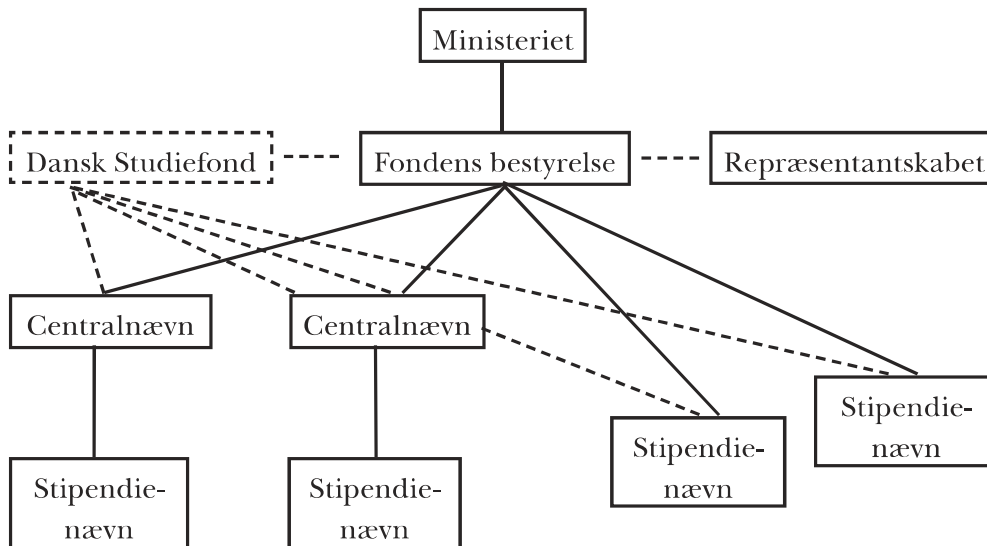 Ministeriet
Dansk Studiefond
Fondens bestyrelse
Repræsentantskabet
Centralnævn
Centralnævn
Stipendie-
nævn
Stipendie-
nævn
Stipendie-
nævn
Stipendie-
nævn